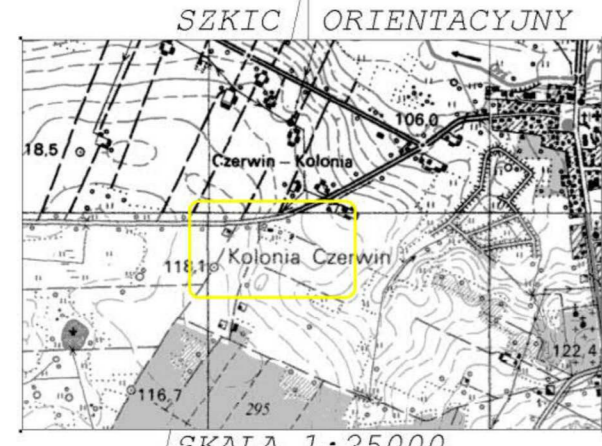 SZKIC ORIENTACYJNY
106,0
18,5
Czerwin – Kolonia
Kolonia Czerwin
118,1
122,4
116,7
295
SKALA 1:25000